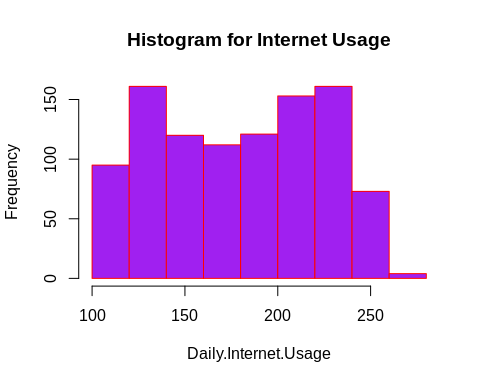 Histogram for Internet Usage
Frequency
150
100
50
0
100 150 200 250
Daily.Internet.Usage